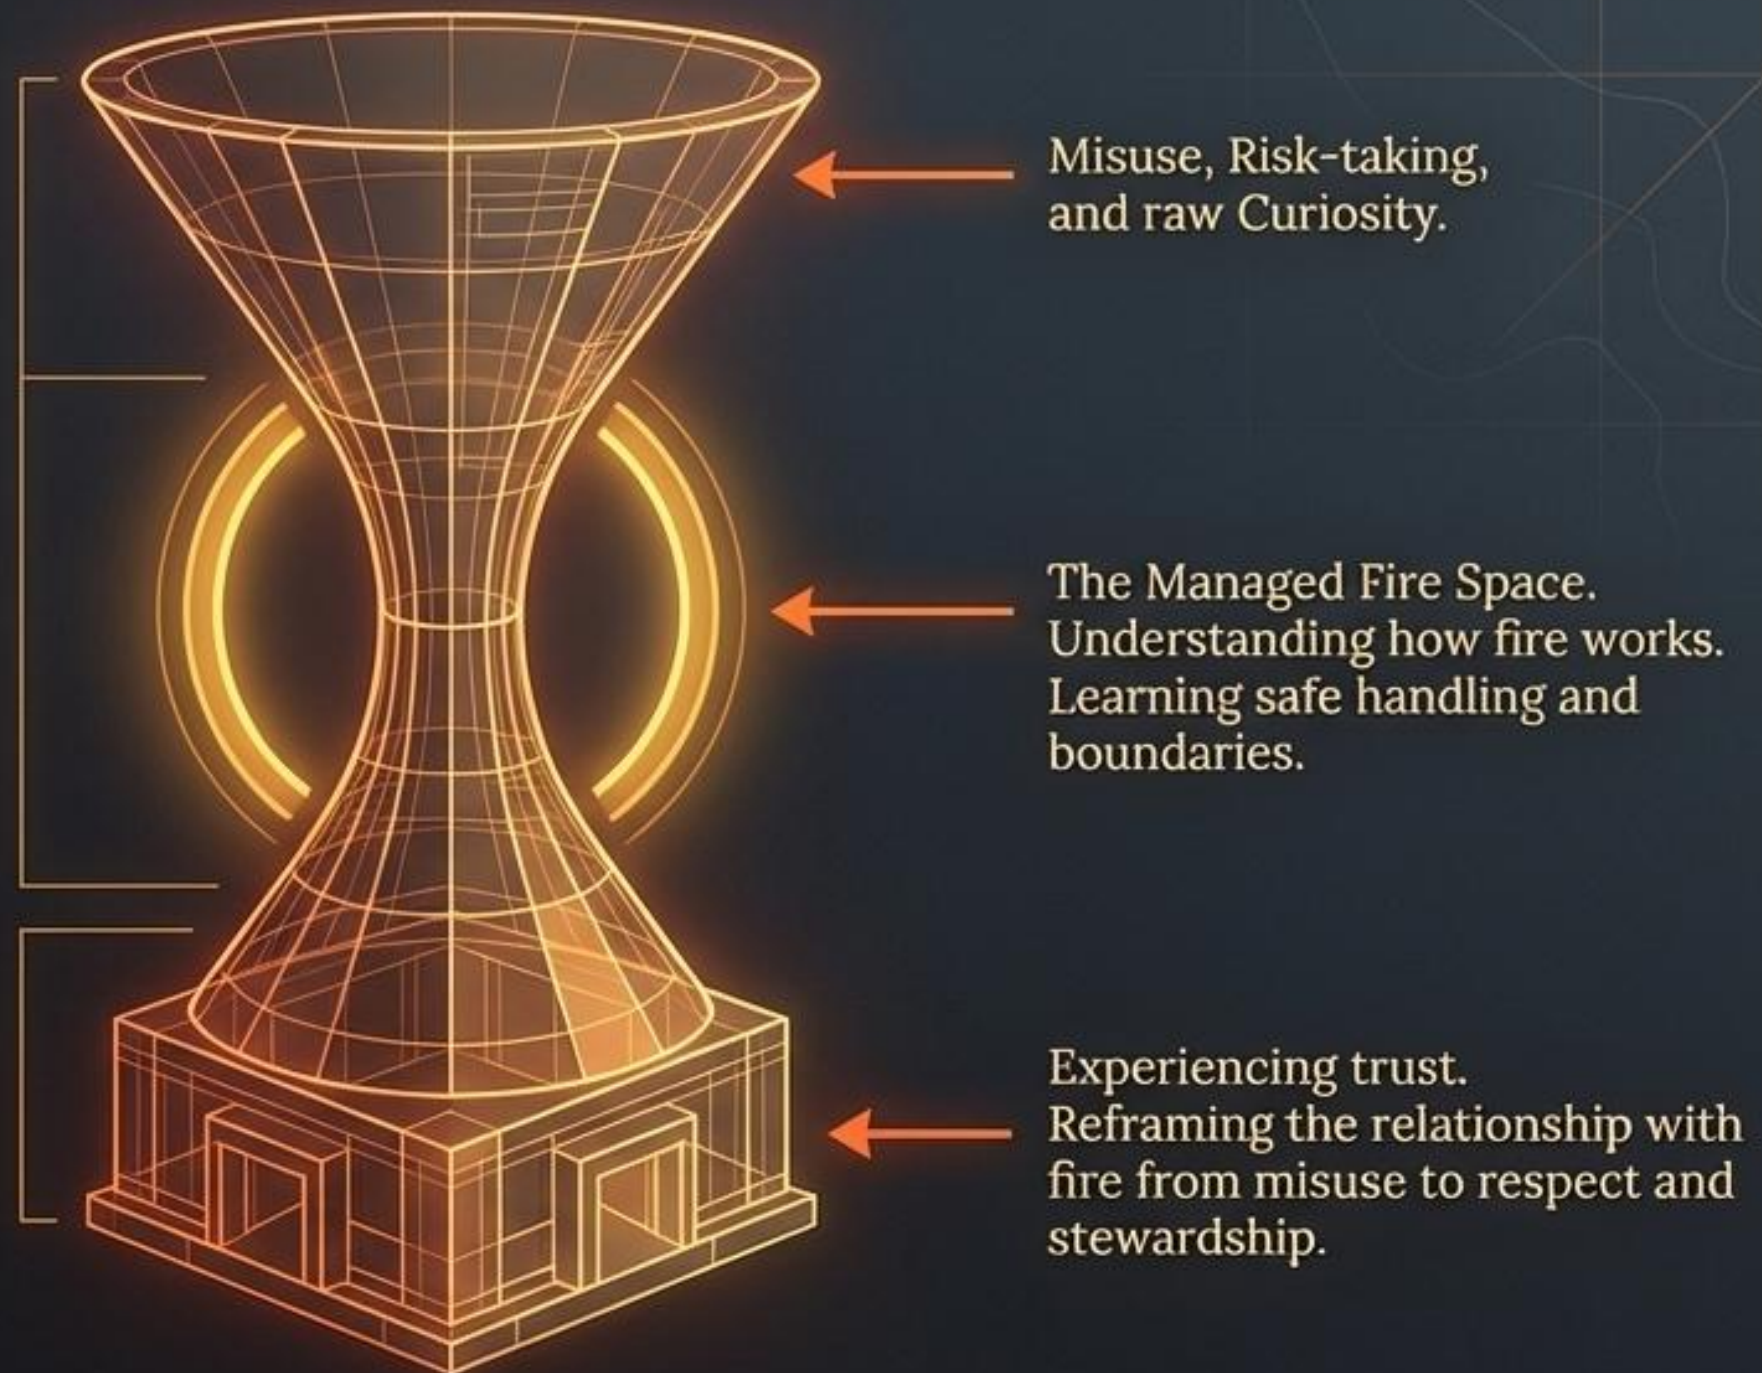 Misuse, Risk-taking,
and raw Curiosity.
The Managed Fire Space.
Understanding how fire works.
Learning safe handling and
boundaries.
Experiencing trust.
Reframing the relationship with
fire from misuse to respect and
stewardship.